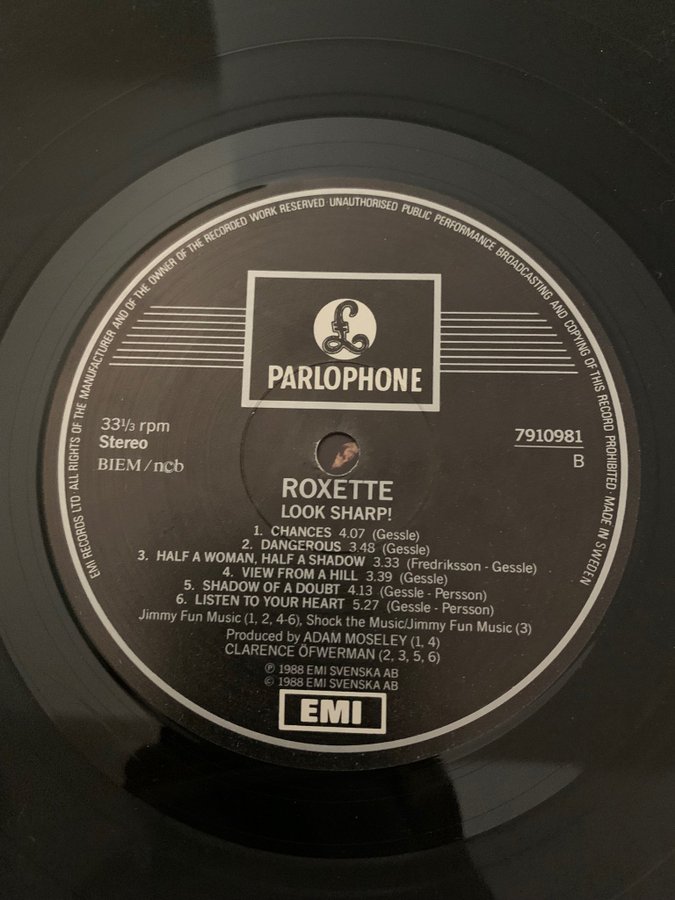 EMI RECORDS LTD · ALL RIGHTS OF THE MANUFACTURER AND OF THE OWNER OF THE RECORDED WORK RESERVED · UNAUTHORISED PUBLIC PERFORMANCE BROADCASTING AND COPYING OF THIS RECORD PROHIBITED · MADE IN SWEDEN
£
PARLOPHONE
33 1/3 rpm
Stereo
BIEM / ncb
7910981
B
ROXETTE
LOOK SHARP!
1. CHANCES 4.07 (Gessle)
2. DANGEROUS 3.48 (Gessle)
3. HALF A WOMAN, HALF A SHADOW 3.33 (Fredriksson - Gessle)
4. VIEW FROM A HILL 3.39 (Gessle)
5. SHADOW OF A DOUBT 4.13 (Gessle - Persson)
6. LISTEN TO YOUR HEART 5.27 (Gessle - Persson)
Jimmy Fun Music (1, 2, 4-6), Shock the Music/Jimmy Fun Music (3)
Produced by ADAM MOSELEY (1, 4)
CLARENCE ÖFWERMAN (2, 3, 5, 6)
℗ 1988 EMI SVENSKA AB
© 1988 EMI SVENSKA AB
EMI